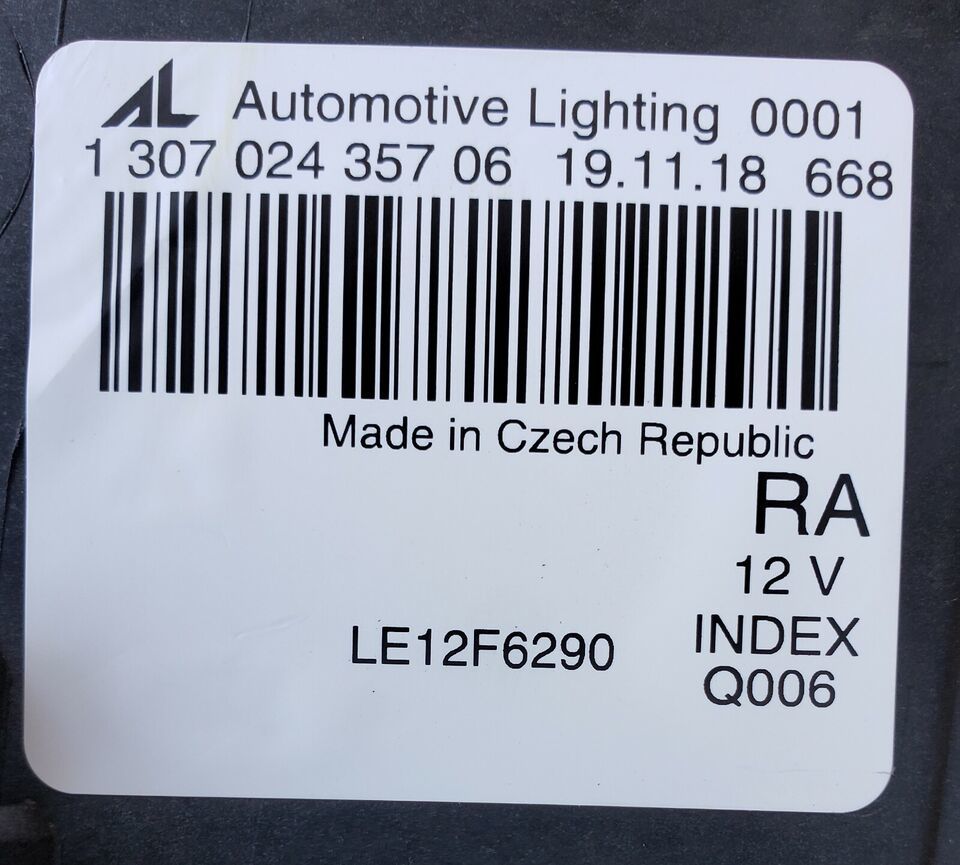 AL Automotive Lighting 0001
1 307 024 357 06 19.11.18 668
Made in Czech Republic
RA
12 V
LE12F6290 INDEX
Q006